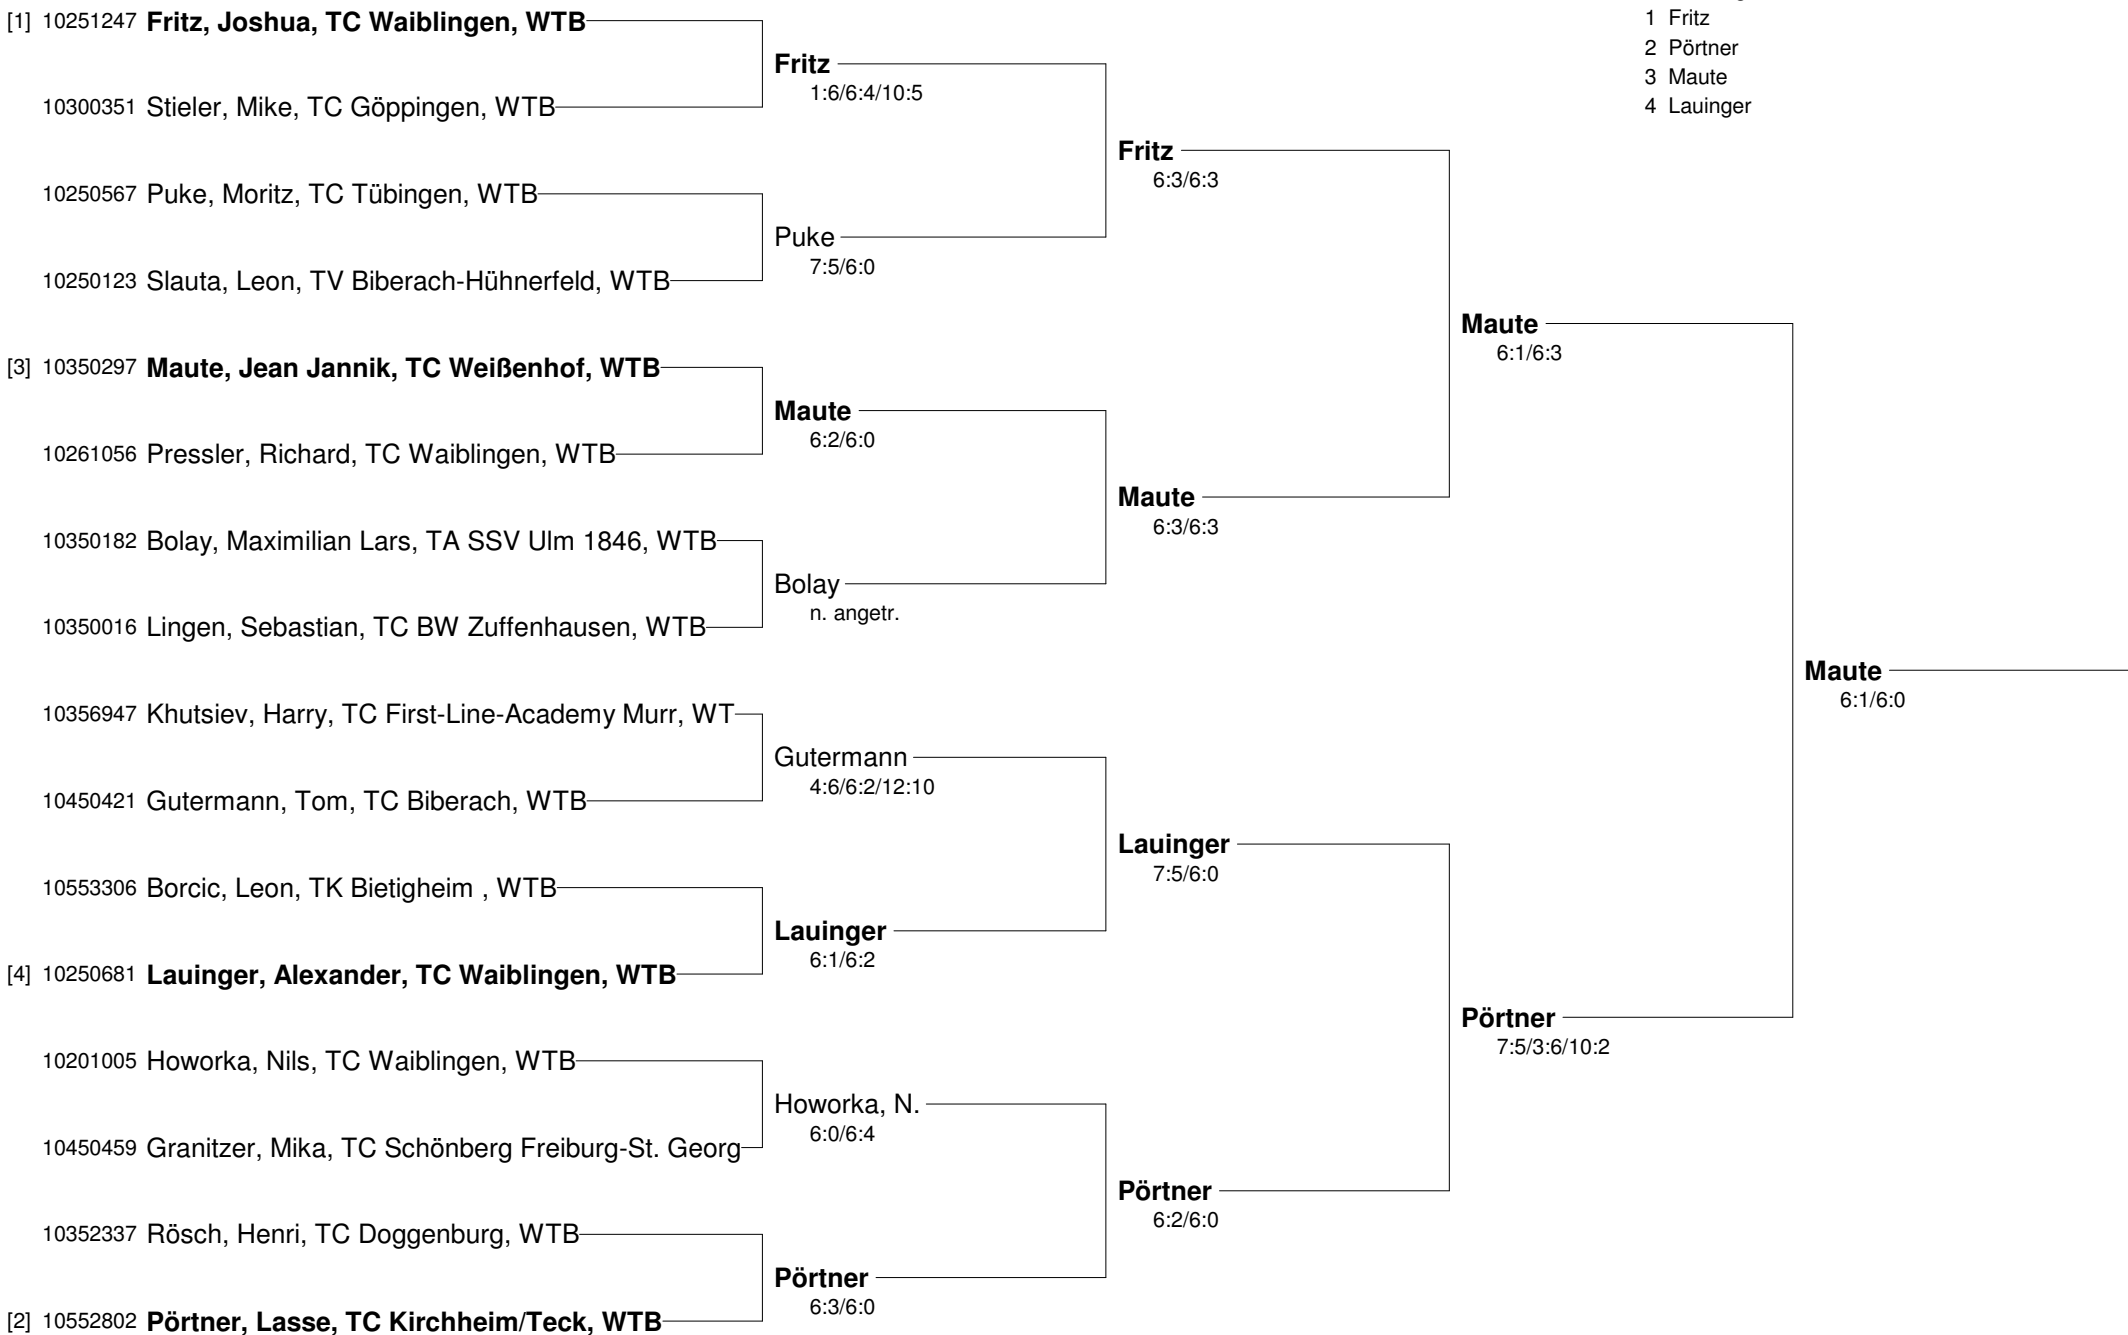 [1] 10251247 Fritz, Joshua, TC Waiblingen, WTB
10300351 Stieler, Mike, TC Göppingen, WTB
10250567 Puke, Moritz, TC Tübingen, WTB
10250123 Slauta, Leon, TV Biberach-Hühnerfeld, WTB
[3] 10350297 Maute, Jean Jannik, TC Weißenhof, WTB
10261056 Pressler, Richard, TC Waiblingen, WTB
10350182 Bolay, Maximilian Lars, TA SSV Ulm 1846, WTB
10350016 Lingen, Sebastian, TC BW Zuffenhausen, WTB
10356947 Khutsiev, Harry, TC First-Line-Academy Murr, WT
10450421 Gutermann, Tom, TC Biberach, WTB
10553306 Borcic, Leon, TK Bietigheim , WTB
[4] 10250681 Lauinger, Alexander, TC Waiblingen, WTB
10201005 Howorka, Nils, TC Waiblingen, WTB
10450459 Granitzer, Mika, TC Schönberg Freiburg-St. Georg
10352337 Rösch, Henri, TC Doggenburg, WTB
[2] 10552802 Pörtner, Lasse, TC Kirchheim/Teck, WTB
Fritz
1:6/6:4/10:5
Puke
7:5/6:0
Maute
6:2/6:0
Bolay
n. angetr.
Gutermann
4:6/6:2/12:10
Lauinger
6:1/6:2
Howorka, N.
6:0/6:4
Pörtner
6:3/6:0
Fritz
6:3/6:3
Maute
6:3/6:3
Lauinger
7:5/6:0
Pörtner
6:2/6:0
Maute
6:1/6:3
Pörtner
7:5/3:6/10:2
Maute
6:1/6:0
1 Fritz
2 Pörtner
3 Maute
4 Lauinger